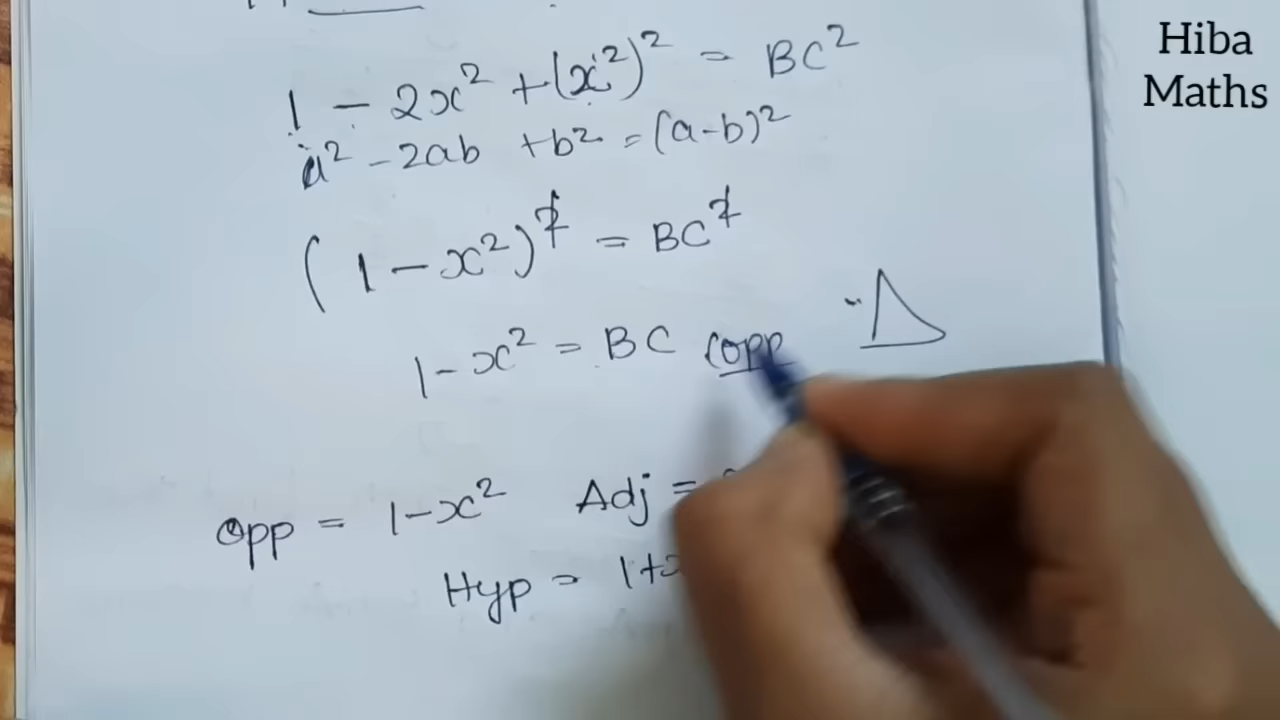 Hiba
Maths
1 - 2x² + (x²)² = BC²
a² - 2ab + b² = (a-b)²
(1 - x²)² = BC²
1 - x² = BC (opp
opp = 1 - x² Adj =
Hyp = 1+